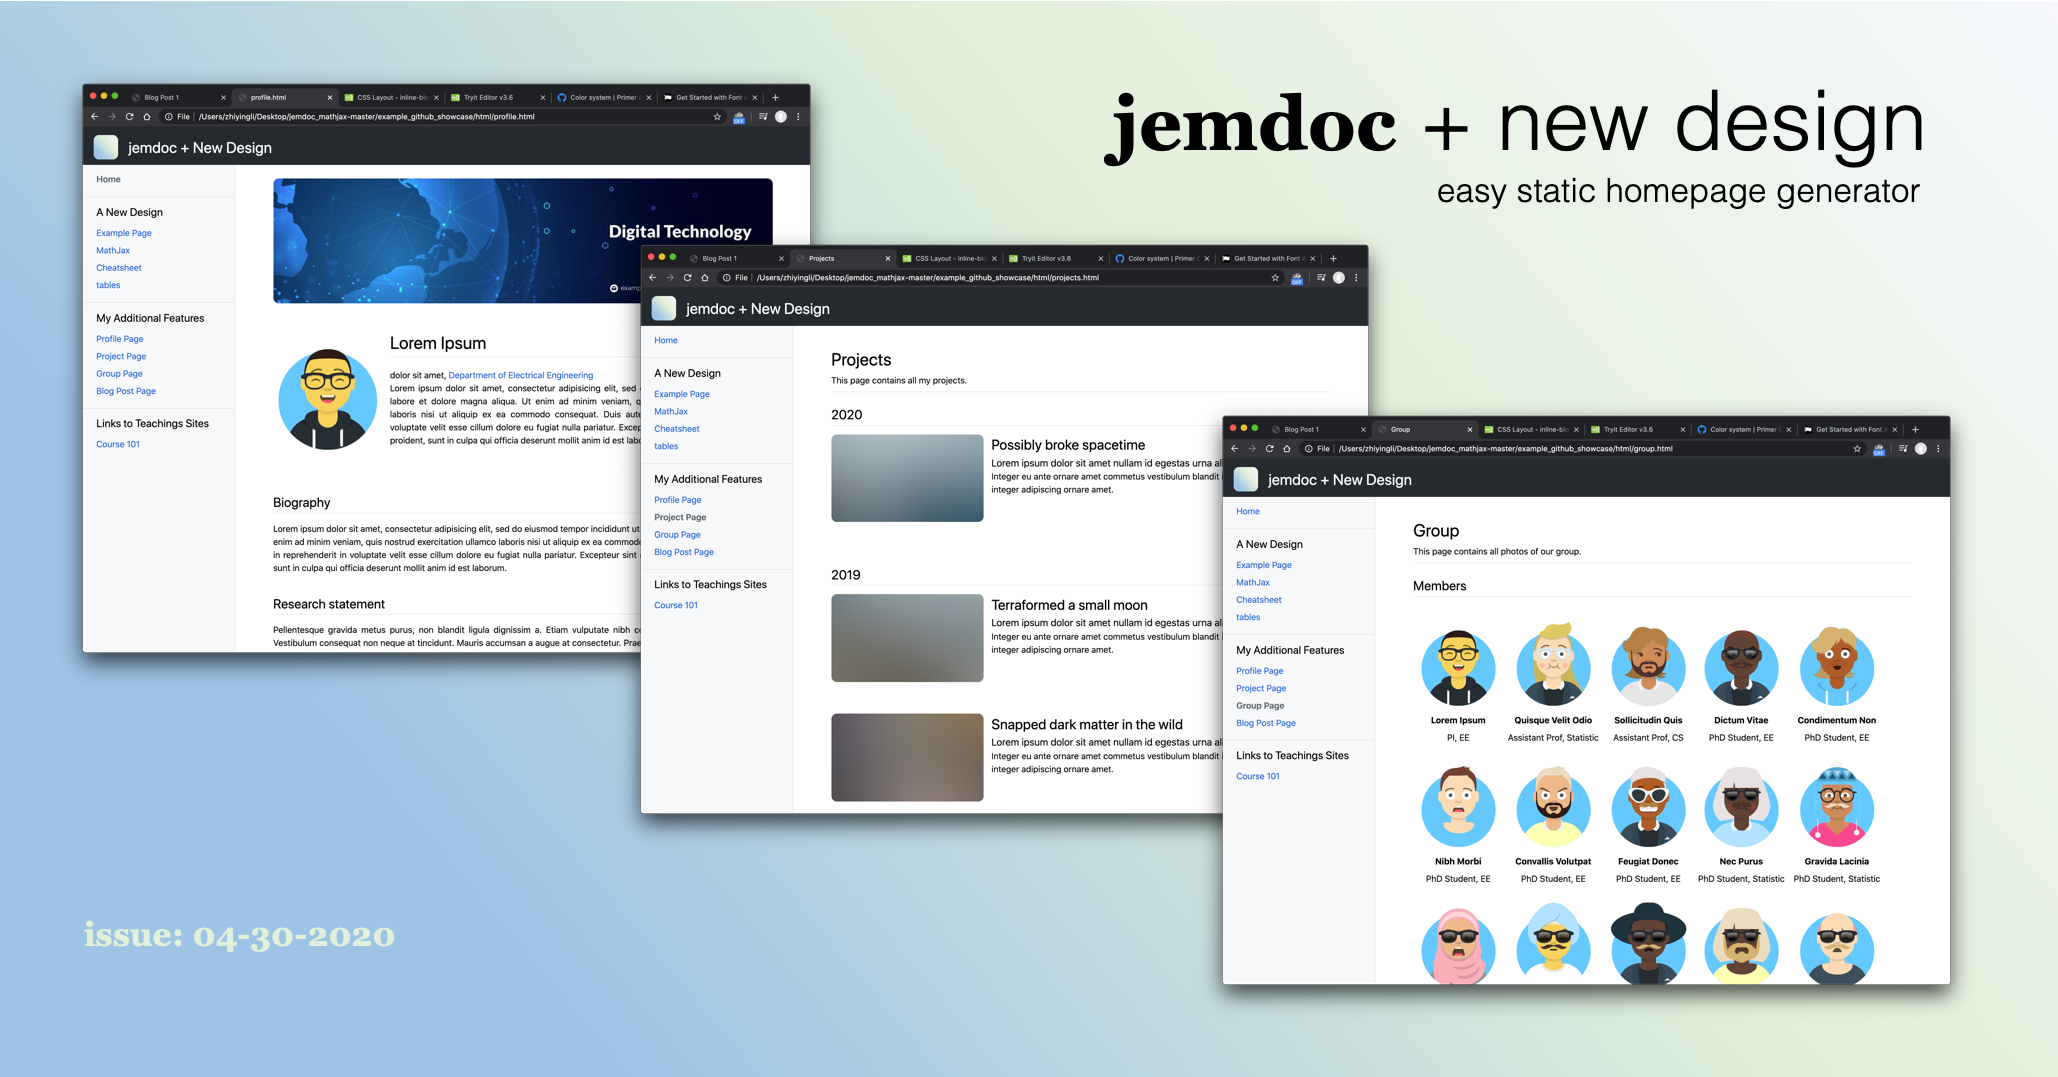 jemdoc + new design
easy static homepage generator
Blog Post 1
profile.html
CSS Layout - inline-blo
Tryit Editor v3.6
Color system | Primer
Get Started with Font
File
/Users/zhiyingli/Desktop/jemdoc_mathjax-master/example_github_showcase/html/profile.html
OFF
jemdoc + New Design
Home
A New Design
Example Page
MathJax
Cheatsheet
tables
My Additional Features
Profile Page
Project Page
Group Page
Blog Post Page
Links to Teachings Sites
Course 101
Digital Technology
examp
Lorem Ipsum
dolor sit amet, Department of Electrical Engineering
Lorem ipsum dolor sit amet, consectetur adipisicing elit, sed
labore et dolore magna aliqua. Ut enim ad minim veniam, q
laboris nisi ut aliquip ex ea commodo consequat. Duis aute
voluptate velit esse cillum dolore eu fugiat nulla pariatur. Excep
proident, sunt in culpa qui officia deserunt mollit anim id est labo
Biography
Lorem ipsum dolor sit amet, consectetur adipisicing elit, sed do eiusmod tempor incididunt ut
enim ad minim veniam, quis nostrud exercitation ullamco laboris nisi ut aliquip ex ea commodo
in reprehenderit in voluptate velit esse cillum dolore eu fugiat nulla pariatur. Excepteur sint
sunt in culpa qui officia deserunt mollit anim id est laborum.
Research statement
Pellentesque gravida metus purus, non blandit ligula dignissim a. Etiam vulputate nibh co
Vestibulum consequat non neque at tincidunt. Mauris accumsan a augue at consectetur. Prae
Blog Post 1
Projects
CSS Layout - inline-blo
Tryit Editor v3.6
Color system | Primer
Get Started with Font
File
/Users/zhiyingli/Desktop/jemdoc_mathjax-master/example_github_showcase/html/projects.html
OFF
jemdoc + New Design
Home
A New Design
Example Page
MathJax
Cheatsheet
tables
My Additional Features
Profile Page
Project Page
Group Page
Blog Post Page
Links to Teachings Sites
Course 101
Projects
This page contains all my projects.
2020
Possibly broke spacetime
Lorem ipsum dolor sit amet nullam id egestas urna al
Integer eu ante ornare amet commetus vestibulum blandit i
integer adipiscing ornare amet.
2019
Terraformed a small moon
Lorem ipsum dolor sit amet nullam id egestas urna al
Integer eu ante ornare amet commetus vestibulum blandit i
integer adipiscing ornare amet.
Snapped dark matter in the wild
Lorem ipsum dolor sit amet nullam id egestas urna al
Integer eu ante ornare amet commetus vestibulum blandit i
integer adipiscing ornare amet.
Blog Post 1
Group
CSS Layout - inline-blo
Tryit Editor v3.6
Color system | Primer
Get Started with Font
File
/Users/zhiyingli/Desktop/jemdoc_mathjax-master/example_github_showcase/html/group.html
OFF
jemdoc + New Design
Home
A New Design
Example Page
MathJax
Cheatsheet
tables
My Additional Features
Profile Page
Project Page
Group Page
Blog Post Page
Links to Teachings Sites
Course 101
Group
This page contains all photos of our group.
Members
Lorem Ipsum
PI, EE
Quisque Velit Odio
Assistant Prof, Statistic
Sollicitudin Quis
Assistant Prof, CS
Dictum Vitae
PhD Student, EE
Condimentum Non
PhD Student, EE
Nibh Morbi
PhD Student, EE
Convallis Volutpat
PhD Student, EE
Feugiat Donec
PhD Student, EE
Nec Purus
PhD Student, Statistic
Gravida Lacinia
PhD Student, Statistic
issue: 04-30-2020